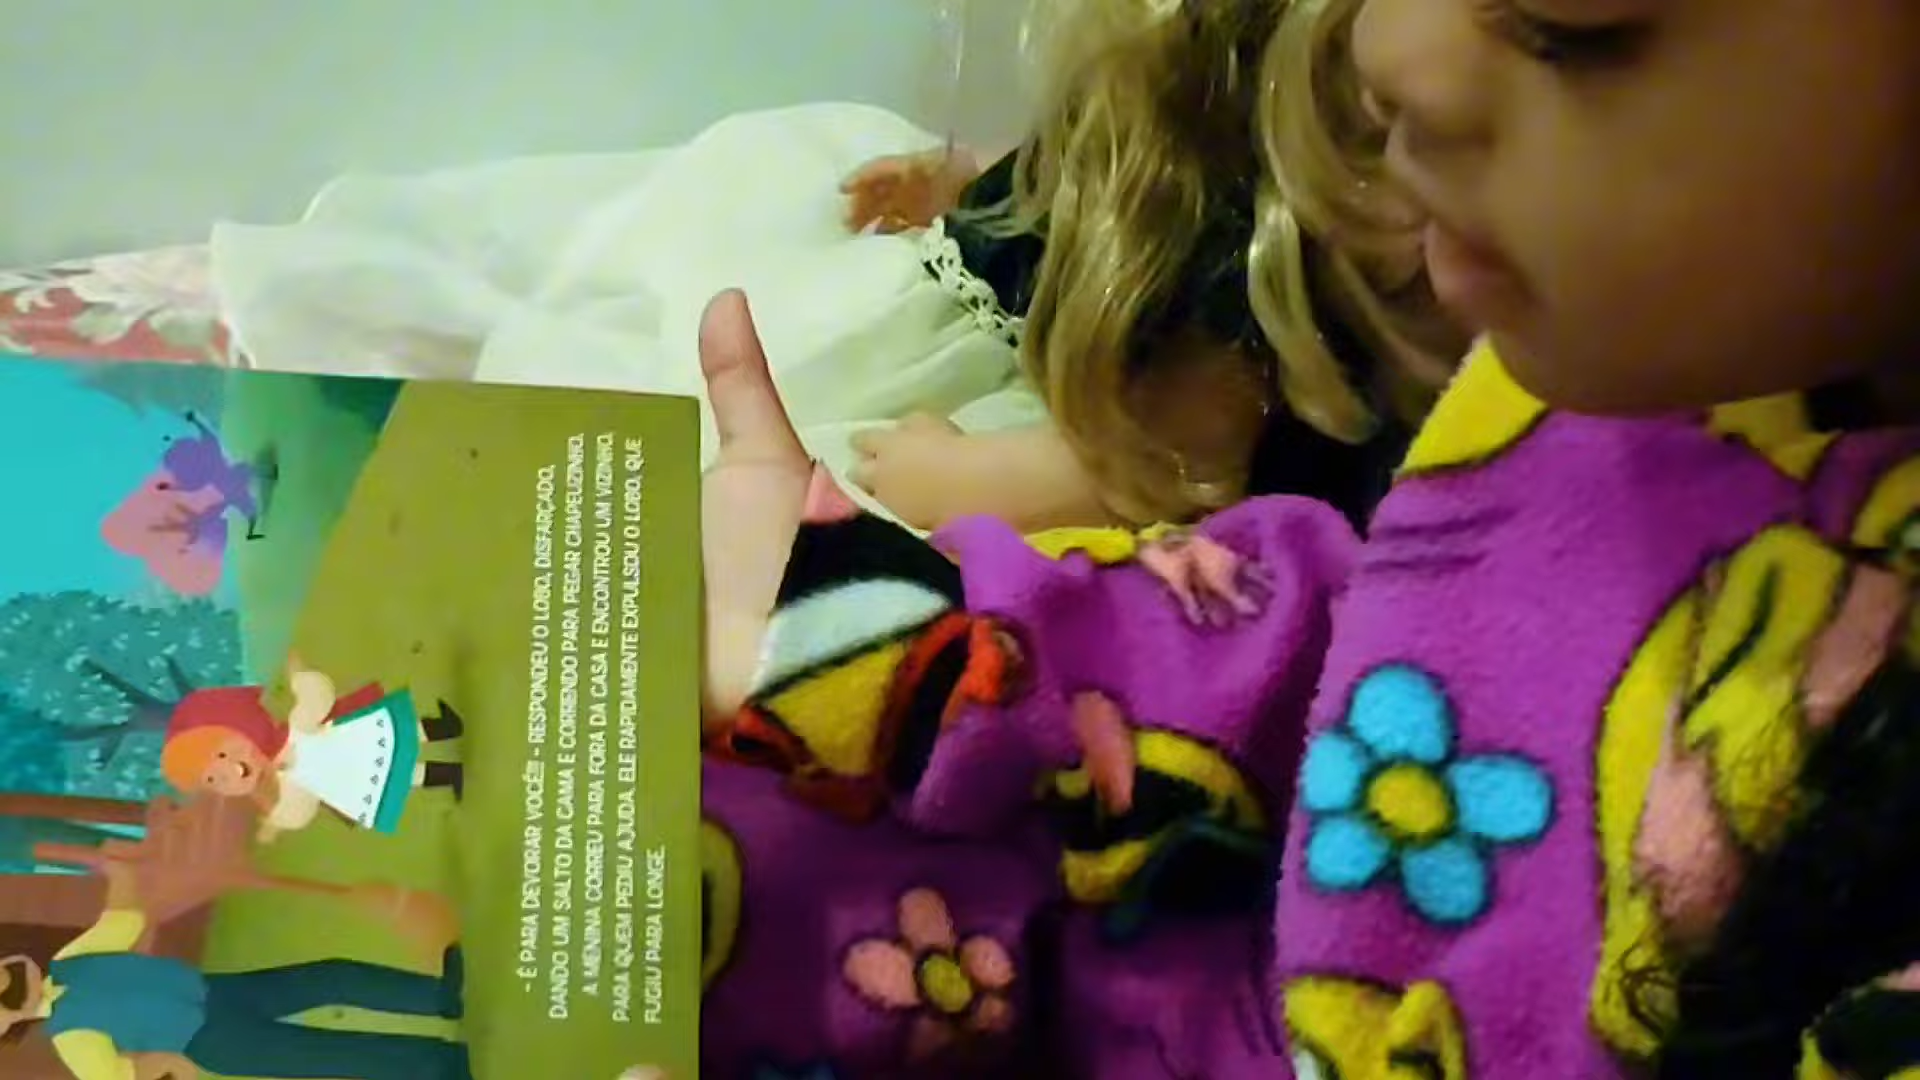 - É PARA DEVORAR VOCÊ!!! - RESPONDEU O LOBO, DISFARÇADO,
DANDO UM SALTO DA CAMA E CORRENDO PARA PEGAR CHAPEUZINHO.
A MENINA CORREU PARA FORA DA CASA E ENCONTROU UM VIZINHO,
PARA QUEM PEDIU AJUDA. ELE RAPIDAMENTE EXPULSOU O LOBO, QUE
FUGIU PARA LONGE.